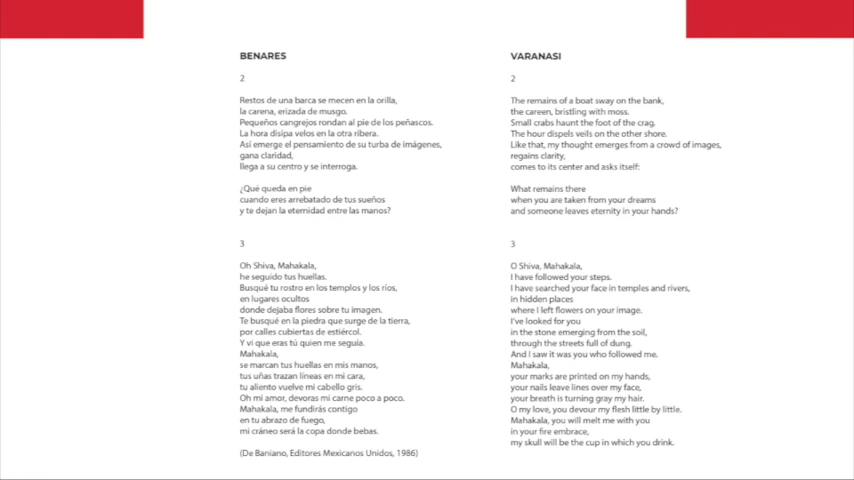 BENARES
2
Restos de una barca se mecen en la orilla,
la carena, erizada de musgo.
Pequeños cangrejos rondan al pie de los peñascos.
La hora disipa velos en la otra ribera.
Así emerge el pensamiento de su turba de imágenes,
gana claridad,
llega a su centro y se interroga.
¿Qué queda en pie
cuando eres arrebatado de tus sueños
y te dejan la eternidad entre las manos?
3
Oh Shiva, Mahakala,
he seguido tus huellas.
Busqué tu rostro en los templos y los ríos,
en lugares ocultos
donde dejaba flores sobre tu imagen.
Te busqué en la piedra que surge de la tierra,
por calles cubiertas de estiércol.
Y vi que eras tú quien me seguía.
Mahakala,
se marcan tus huellas en mis manos,
tus uñas trazan líneas en mi cara,
tu aliento vuelve mi cabello gris.
Oh mi amor, devoras mi carne poco a poco.
Mahakala, me fundirás contigo
en tu abrazo de fuego,
mi cráneo será la copa donde bebas.
(De Baniano, Editores Mexicanos Unidos, 1986)
VARANASI
2
The remains of a boat sway on the bank,
the careen, bristling with moss.
Small crabs haunt the foot of the crag.
The hour dispels veils on the other shore.
Like that, my thought emerges from a crowd of images,
regains clarity,
comes to its center and asks itself:
What remains there
when you are taken from your dreams
and someone leaves eternity in your hands?
3
O Shiva, Mahakala,
I have followed your steps.
I have searched your face in temples and rivers,
in hidden places
where I left flowers on your image.
I've looked for you
in the stone emerging from the soil,
through the streets full of dung.
And I saw it was you who followed me.
Mahakala,
your marks are printed on my hands,
your nails leave lines over my face,
your breath is turning gray my hair.
O my love, you devour my flesh little by little.
Mahakala, you will melt me with you
in your fire embrace,
my skull will be the cup in which you drink.